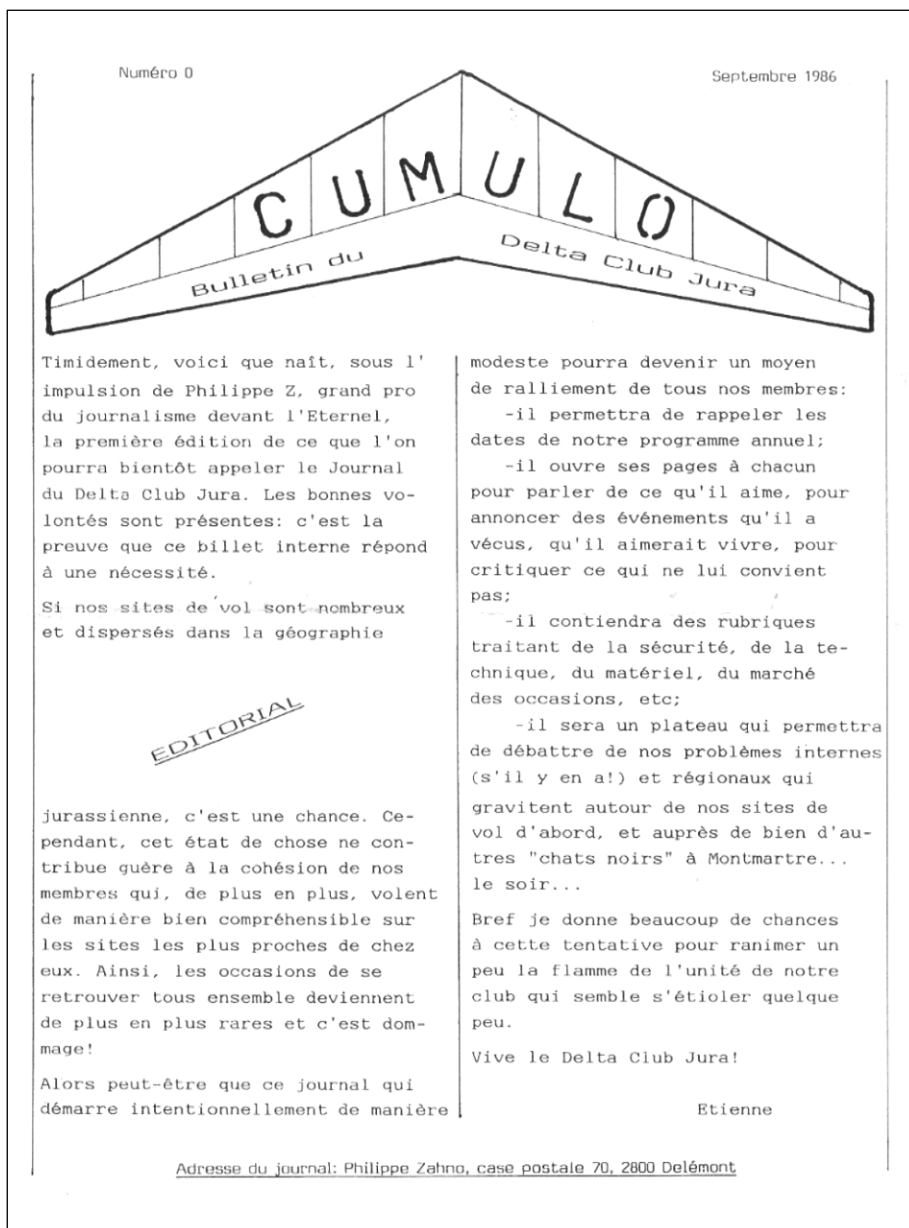 Numéro 0
Septembre 1986
CUMULO
Bulletin du Delta Club Jura
Timidement, voici que naît, sous l'
impulsion de Philippe Z, grand pro
du journalisme devant l'Eternel,
la première édition de ce que l'on
pourra bientôt appeler le Journal
du Delta Club Jura. Les bonnes vo-
lontés sont présentes: c'est la
preuve que ce billet interne répond
à une nécessité.
Si nos sites de vol sont nombreux
et dispersés dans la géographie
EDITORIAL
jurassienne, c'est une chance. Ce-
pendant, cet état de chose ne con-
tribue guère à la cohésion de nos
membres qui, de plus en plus, volent
de manière bien compréhensible sur
les sites les plus proches de chez
eux. Ainsi, les occasions de se
retrouver tous ensemble deviennent
de plus en plus rares et c'est dom-
mage!
Alors peut-être que ce journal qui
démarre intentionnellement de manière
modeste pourra devenir un moyen
de ralliement de tous nos membres:
-il permettra de rappeler les
dates de notre programme annuel;
-il ouvre ses pages à chacun
pour parler de ce qu'il aime, pour
annoncer des événements qu'il a
vécus, qu'il aimerait vivre, pour
critiquer ce qui ne lui convient
pas;
-il contiendra des rubriques
traitant de la sécurité, de la te-
chnique, du matériel, du marché
des occasions, etc;
-il sera un plateau qui permettra
de débattre de nos problèmes internes
(s'il y en a!) et régionaux qui
gravitent autour de nos sites de
vol d'abord, et auprès de bien d'au-
tres "chats noirs" à Montmartre...
le soir...
Bref je donne beaucoup de chances
à cette tentative pour ranimer un
peu la flamme de l'unité de notre
club qui semble s'étioler quelque
peu.
Vive le Delta Club Jura!
Etienne
Adresse du journal: Philippe Zahno, case postale 70, 2800 Delémont